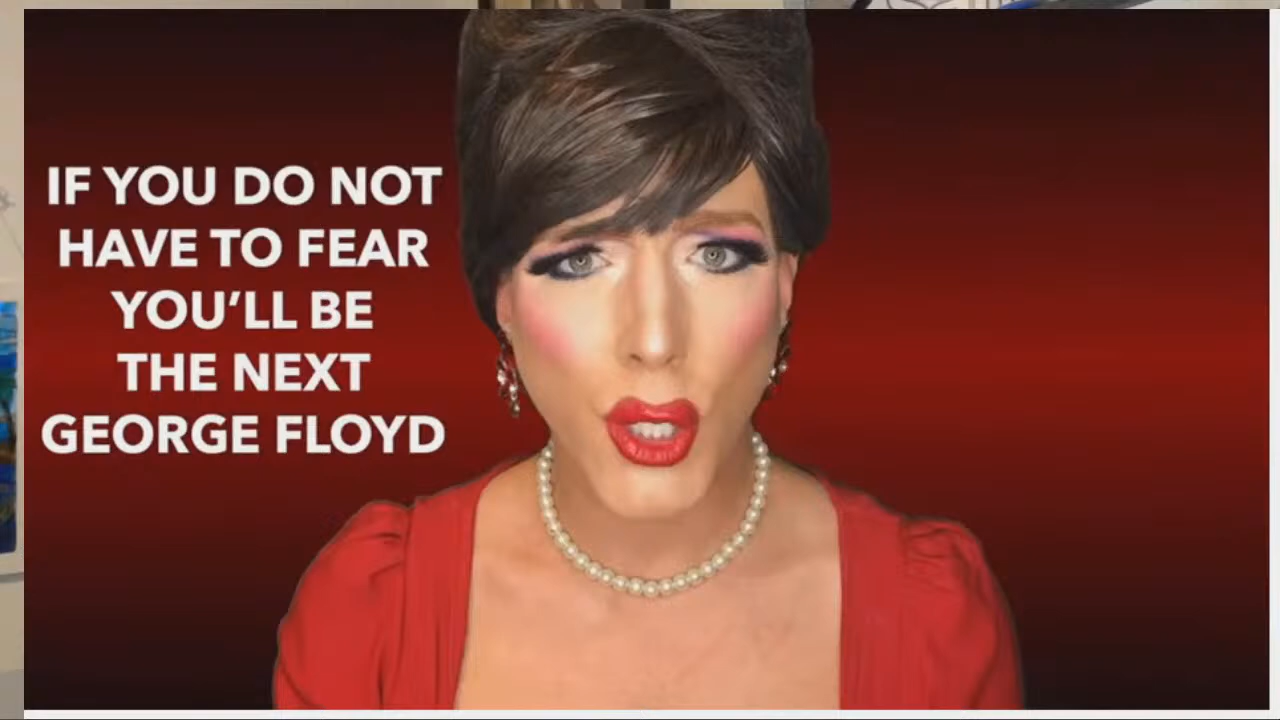 IF YOU DO NOT
HAVE TO FEAR
YOU'LL BE
THE NEXT
GEORGE FLOYD